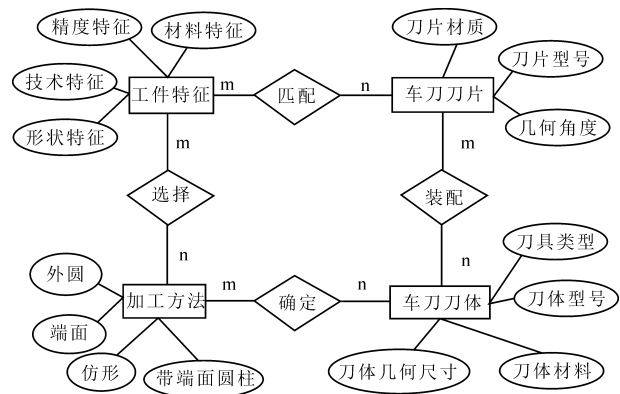 精度特征
材料特征
刀片材质
技术特征
刀片型号
工件特征
m
匹配
n
车刀刀片
形状特征
几何角度
m
m
选择
装配
n
n
刀具类型
外圆
加工方法
m
确定
n
车刀刀体
刀体型号
端面
仿形
带端面圆柱
刀体几何尺寸
刀体材料